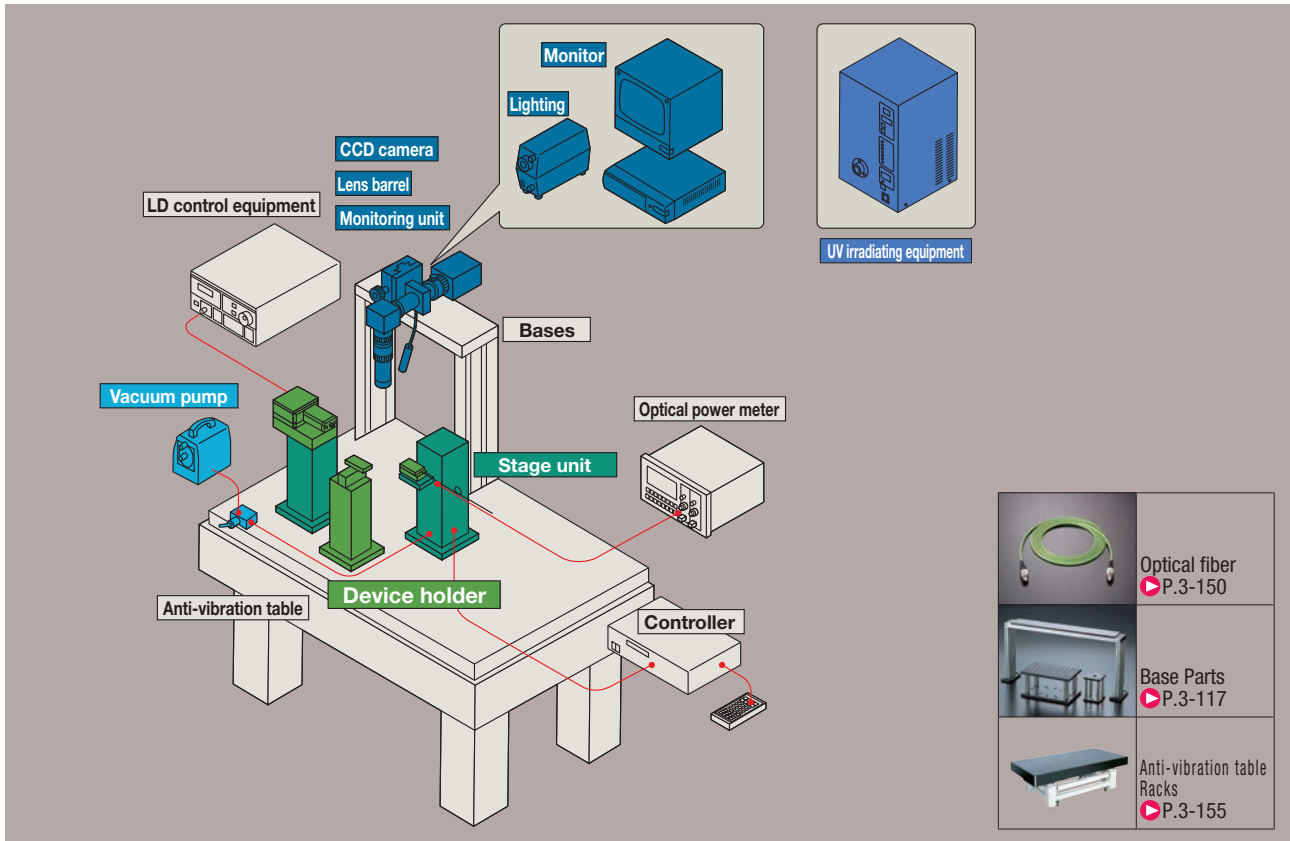 Monitor
Lighting
CCD camera
Lens barrel
Monitoring unit
LD control equipment
UV irradiating equipment
Bases
Vacuum pump
Optical power meter
Stage unit
Device holder
Anti-vibration table
Controller
Optical fiber
P.3-150
Base Parts
P.3-117
Anti-vibration table
Racks
P.3-155